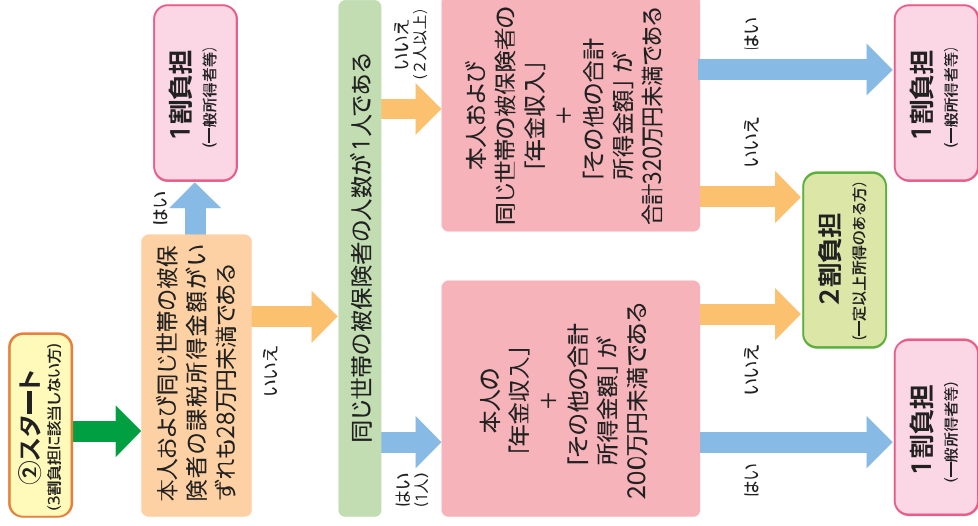 ②スタート
(3割負担に該当しない方)
本人および同じ世帯の被保
険者の課税所得金額がい
ずれも28万円未満である
はい
1割負担
(一般所得者等)
いいえ
同じ世帯の被保険者の人数が1人である
はい
(1人)
いいえ
(2人以上)
本人の
「年金収入」
+
「その他の合計
所得金額」が
200万円未満である
本人および
同じ世帯の被保険者の
「年金収入」
+
「その他の合計
所得金額」が
合計320万円未満である
はい
いいえ
いいえ
はい
1割負担
(一般所得者等)
2割負担
(一定以上所得のある方)
1割負担
(一般所得者等)